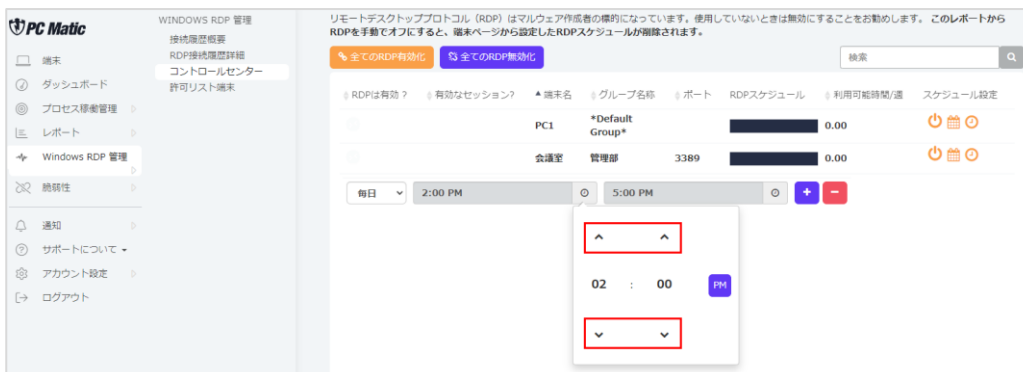 PC Matic
端末
ダッシュボード
プロセス稼働管理
レポート
Windows RDP 管理
脆弱性
通知
サポートについて
アカウント設定
ログアウト
WINDOWS RDP 管理
接続履歴概要
RDP接続履歴詳細
コントロールセンター
許可リスト端末
リモートデスクトッププロトコル（RDP）はマルウェア作成者の標的になっています。使用していないときは無効にすることをお勧めします。 このレポートから
RDPを手動でオフにすると、端末ページから設定したRDPスケジュールが削除されます。
全てのRDP有効化 全てのRDP無効化 検索
RDPは有効？ 有効なセッション? 端末名 グループ名称 ポート RDPスケジュール 利用可能時間/週 スケジュール設定
PC1 *Default Group* 0.00
会議室 管理部 3389 0.00
毎日 2:00 PM 5:00 PM + −
02 : 00 PM